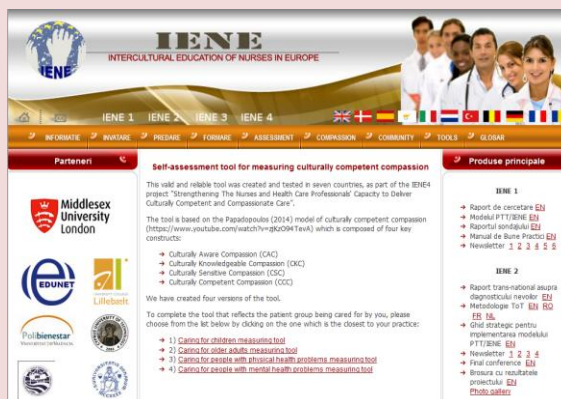 IENE
INTERCULTURAL EDUCATION OF NURSES IN EUROPE
IENE
IENE 1 IENE 2 IENE 3 IENE 4
INFORMATIE INVATARE PREDARE FORMARE ASSESSMENT COMPASSION COMMUNITY TOOLS GLOSAR
Parteneri
Middlesex
University
London
EDUNET
Lillebaelt
Polibienestar
Self-assessment tool for measuring culturally competent compassion
This valid and reliable tool was created and tested in seven countries, as part of the IENE4
project "Strengthening The Nurses and Health Care Professionals' Capacity to Deliver
Culturally Competent and Compassionate Care".
The tool is based on the Papadopoulos (2014) model of culturally competent compassion
(https://www.youtube.com/watch?v=zjKzO94TevA) which is composed of four key
constructs:
Culturally Aware Compassion (CAC)
Culturally Knowledgeable Compassion (CKC)
Culturally Sensitive Compassion (CSC)
Culturally Competent Compassion (CCC)
We have created four versions of the tool.
To complete the tool that reflects the patient group being cared for by you, please
choose from the list below by clicking on the one which is the closest to your practice:
1) Caring for children measuring tool
2) Caring for older adults measuring tool
3) Caring for people with physical health problems measuring tool
4) Caring for people with mental health problems measuring tool
Produse principale
IENE 1
Raport de cercetare EN
Modelul PTT/IENE EN
Raportul sondajului EN
Manual de Bune Practici EN
Newsletter 1 2 3 4 5 6
IENE 2
Raport trans-national asupra
diagnosticului nevoilor EN
Metodologie ToT EN RO
FR NL
Ghid strategic pentru
implementarea modelului
PTT/IENE EN
Newsletter 1 2 3 4
Final conference EN
Brosura cu rezultatele
proiectului EN
Photo gallery